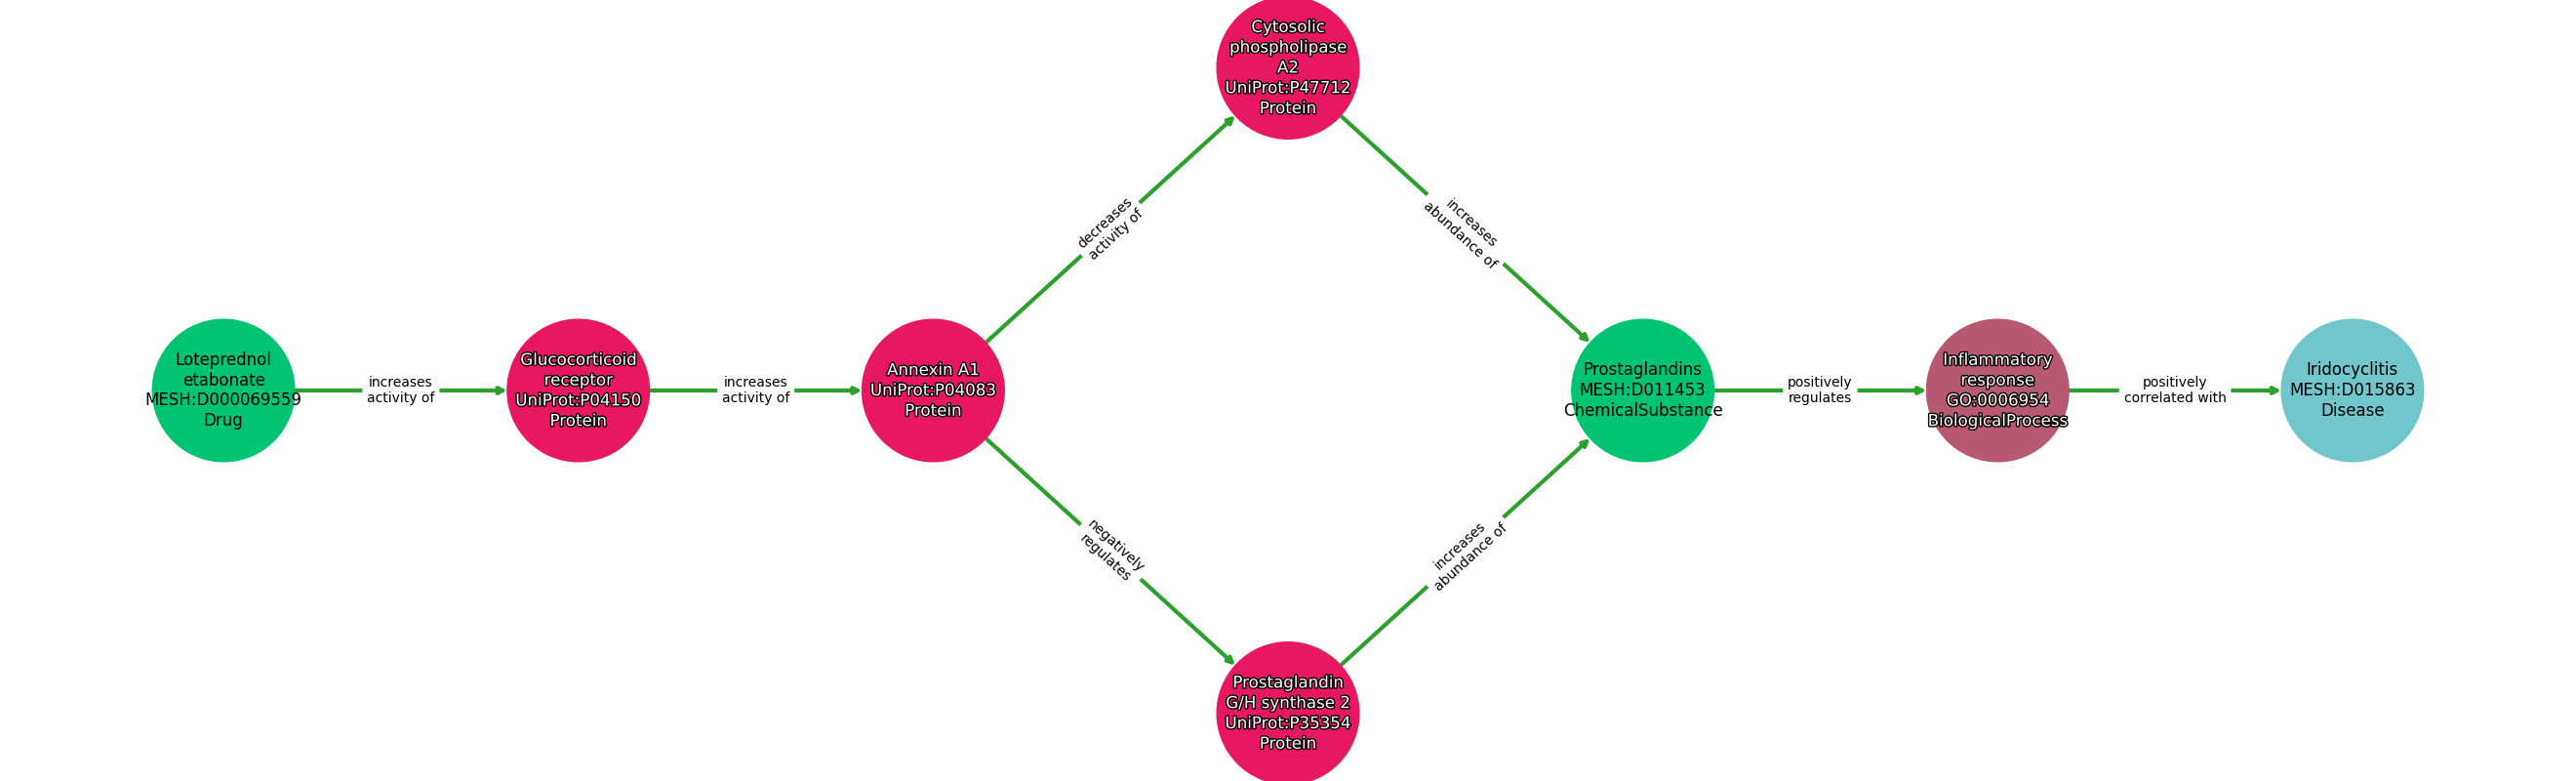 Cytosolic
phospholipase
A2
UniProt:P47712
Protein
decreases
activity of
increases
abundance of
Loteprednol
etabonate
MESH:D000069559
Drug
increases
activity of
Glucocorticoid
receptor
UniProt:P04150
Protein
increases
activity of
Annexin A1
UniProt:P04083
Protein
Prostaglandins
MESH:D011453
ChemicalSubstance
positively
regulates
Inflammatory
response
GO:0006954
BiologicalProcess
positively
correlated with
Iridocyclitis
MESH:D015863
Disease
negatively
regulates
increases
abundance of
Prostaglandin
G/H synthase 2
UniProt:P35354
Protein